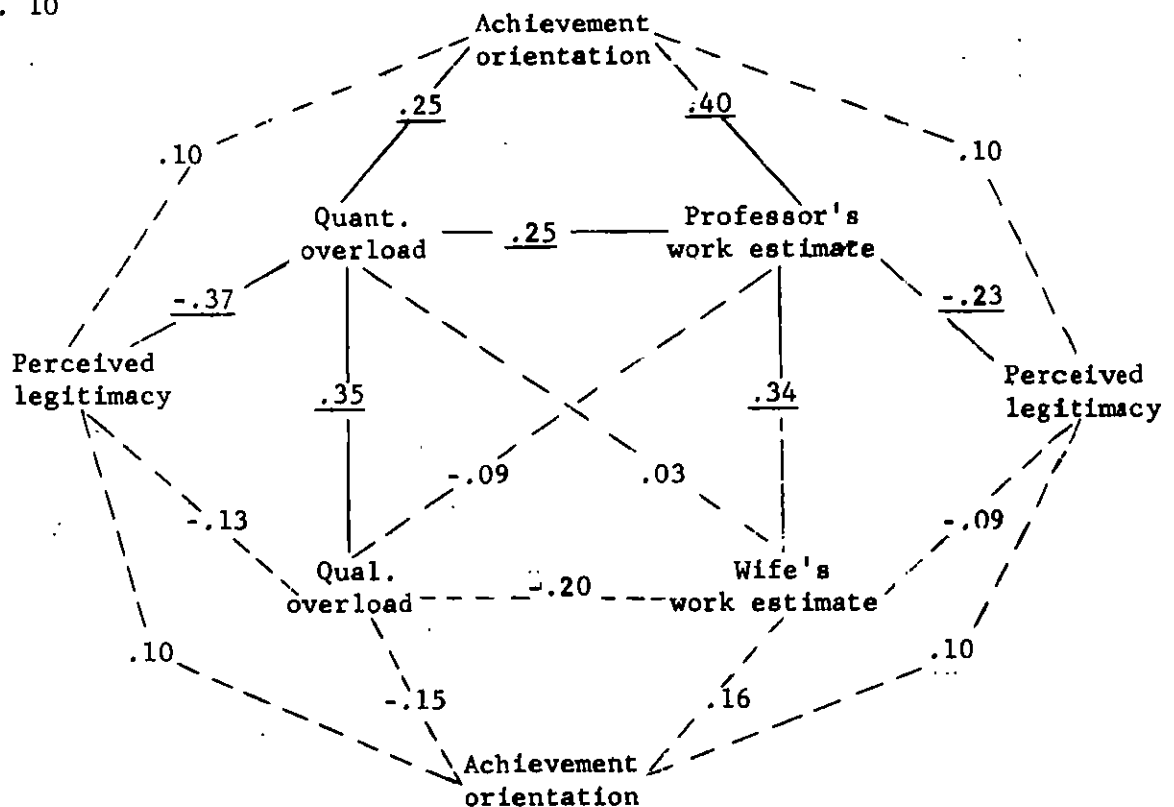 . 10
Achievement
orientation
.25
.40
.10
.10
Quant.
overload
.25
Professor's
work estimate
-.37
-.23
Perceived
legitimacy
Perceived
legitimacy
.35
.34
-.09
.03
-.13
-.09
Qual.
overload
-.20
Wife's
work estimate
.10
.10
-.15
.16
Achievement
orientation